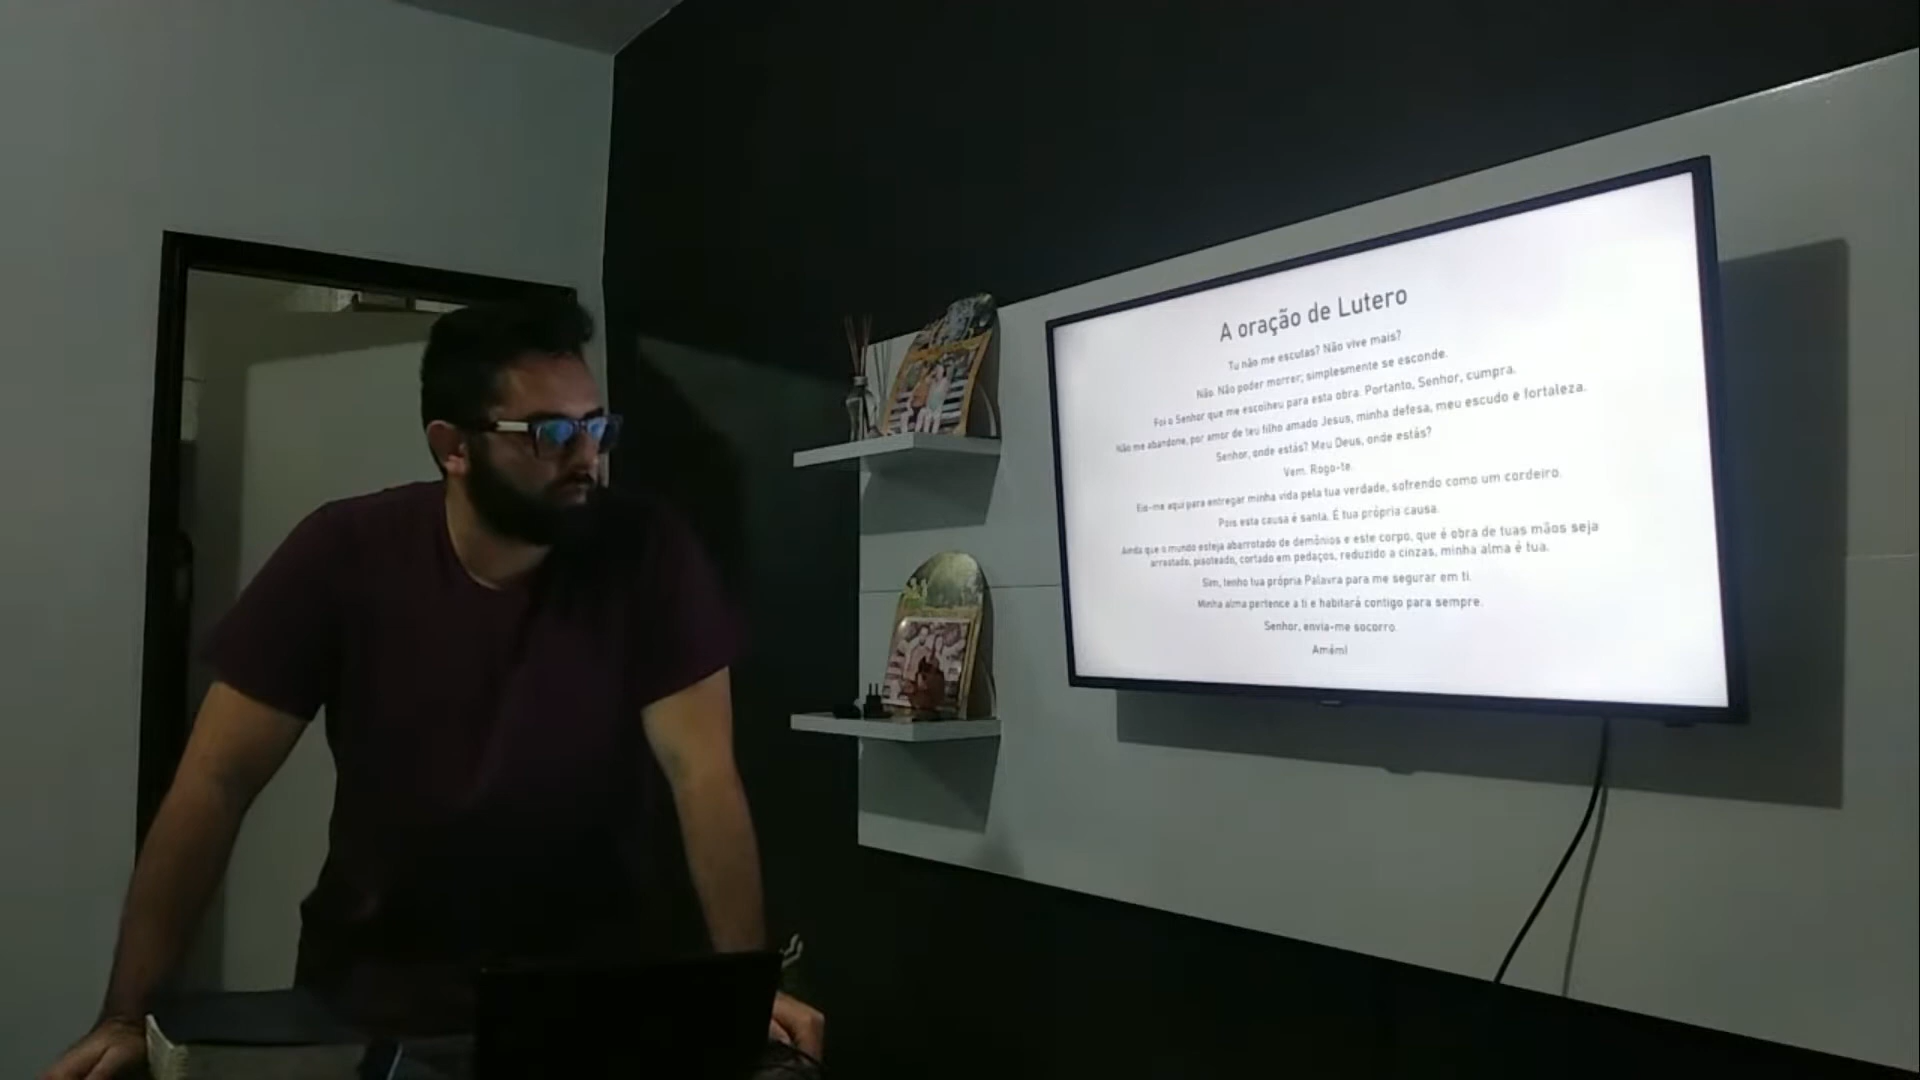 A oração de Lutero
Tu não me escutas? Não vive mais?
Não. Não poder morrer; simplesmente se esconde.
Foi o Senhor que me escolheu para esta obra. Portanto, Senhor, cumpra.
Não me abandone, por amor de teu filho amado Jesus, minha defesa, meu escudo e fortaleza.
Senhor, onde estás? Meu Deus, onde estás?
Vem. Rogo-te.
Eis-me aqui para entregar minha vida pela tua verdade, sofrendo como um cordeiro.
Pois esta causa é santa. É tua própria causa.
Ainda que o mundo esteja abarrotado de demônios e este corpo, que é obra de tuas mãos seja
arrastado, pisoteado, cortado em pedaços, reduzido a cinzas, minha alma é tua.
Sim, tenho tua própria Palavra para me segurar em ti.
Minha alma pertence a ti e habitará contigo para sempre.
Senhor, envia-me socorro.
Amém!